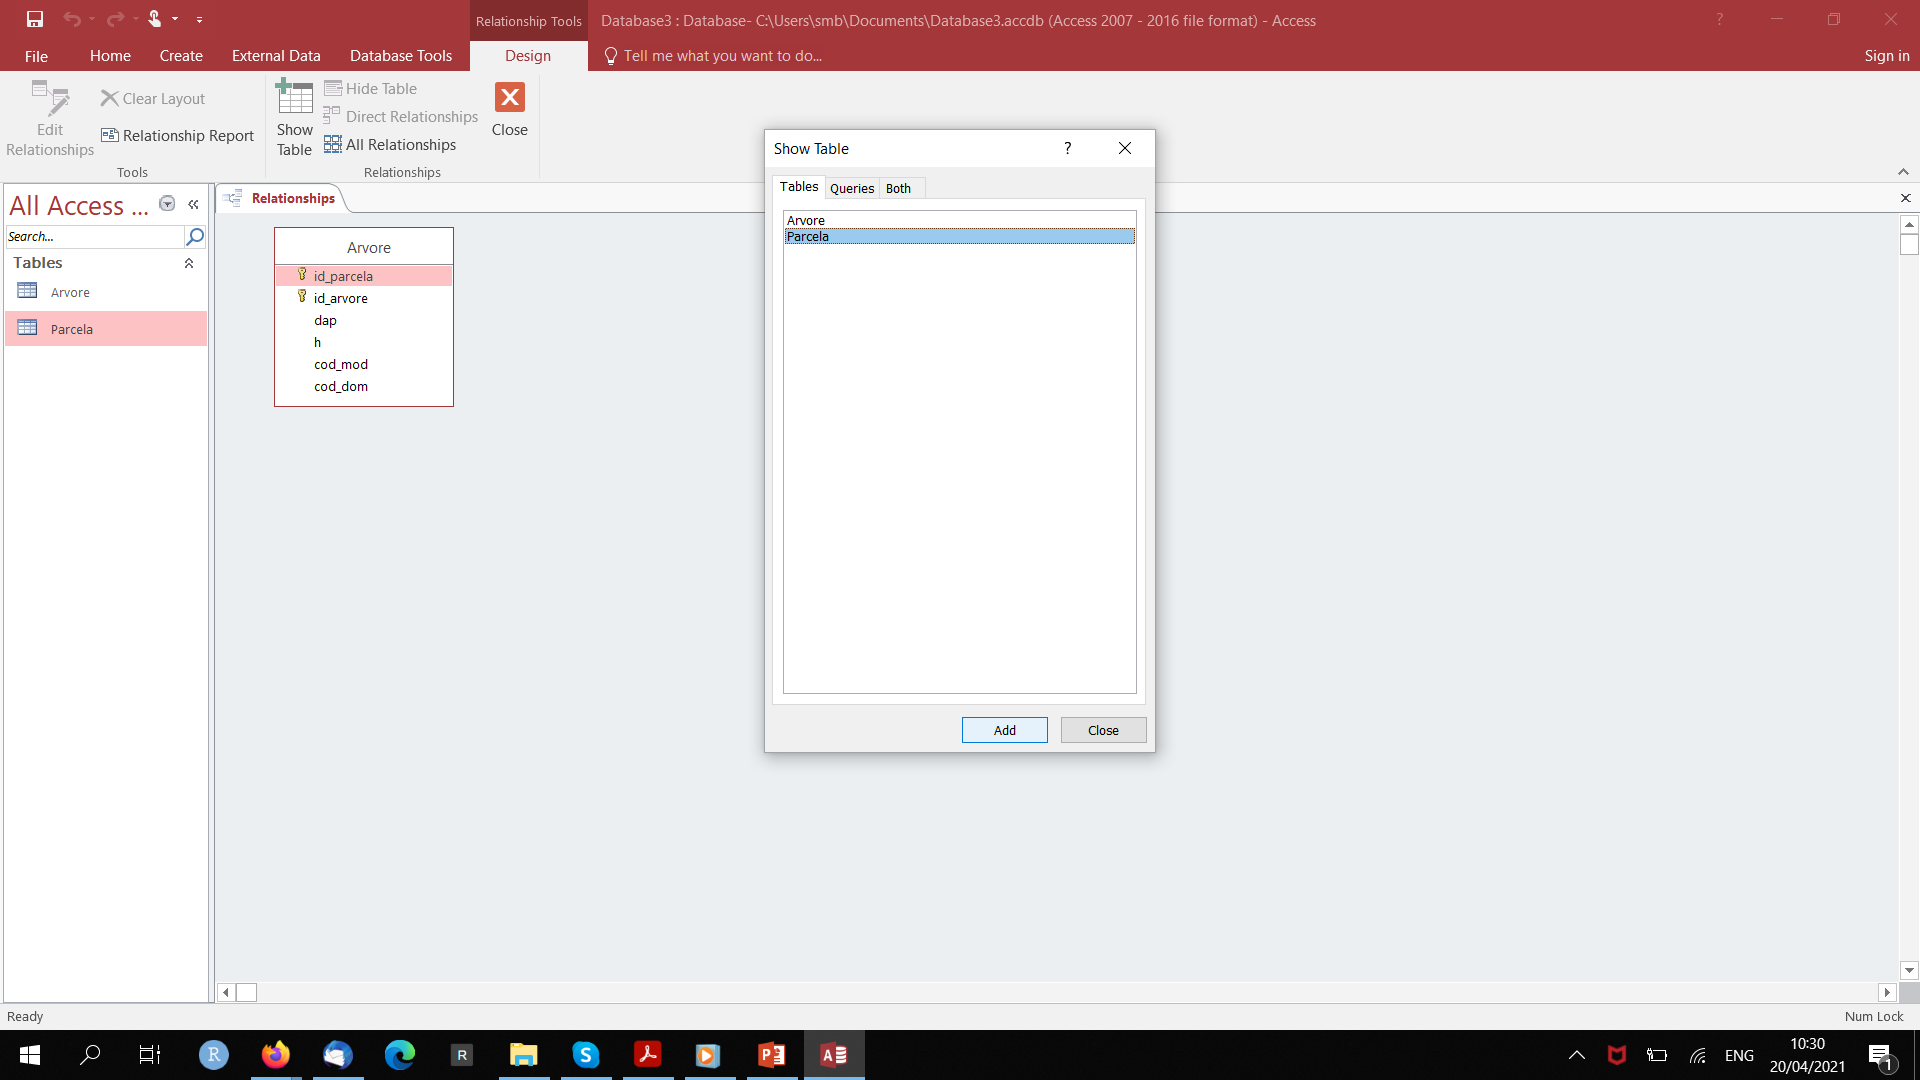 Relationship Tools
Database3 : Database- C:\Users\smb\Documents\Database3.accdb (Access 2007 - 2016 file format) - Access
?
File
Home
Create
External Data
Database Tools
Design
Tell me what you want to do...
Sign in
Edit
Relationships
Clear Layout
Relationship Report
Tools
Show
Table
Hide Table
Direct Relationships
All Relationships
Relationships
Close
All Access ...
Search...
Tables
Arvore
Parcela
Relationships
Arvore
id_parcela
id_arvore
dap
h
cod_mod
cod_dom
Show Table
?
Tables
Queries
Both
Arvore
Parcela
Add
Close
Ready
Num Lock
R
R
S
P
A
ENG
10:30
20/04/2021
1